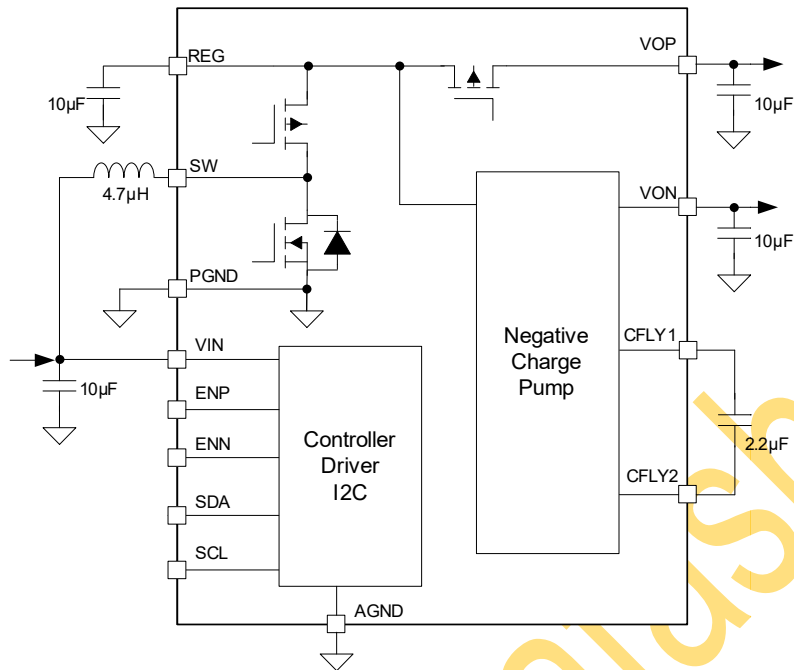 REG
VOP
10µF
10µF
SW
4.7µH
VON
10µF
PGND
VIN
10µF
ENP
ENN
SDA
SCL
Controller
Driver
I2C
Negative
Charge
Pump
CFLY1
2.2µF
CFLY2
AGND